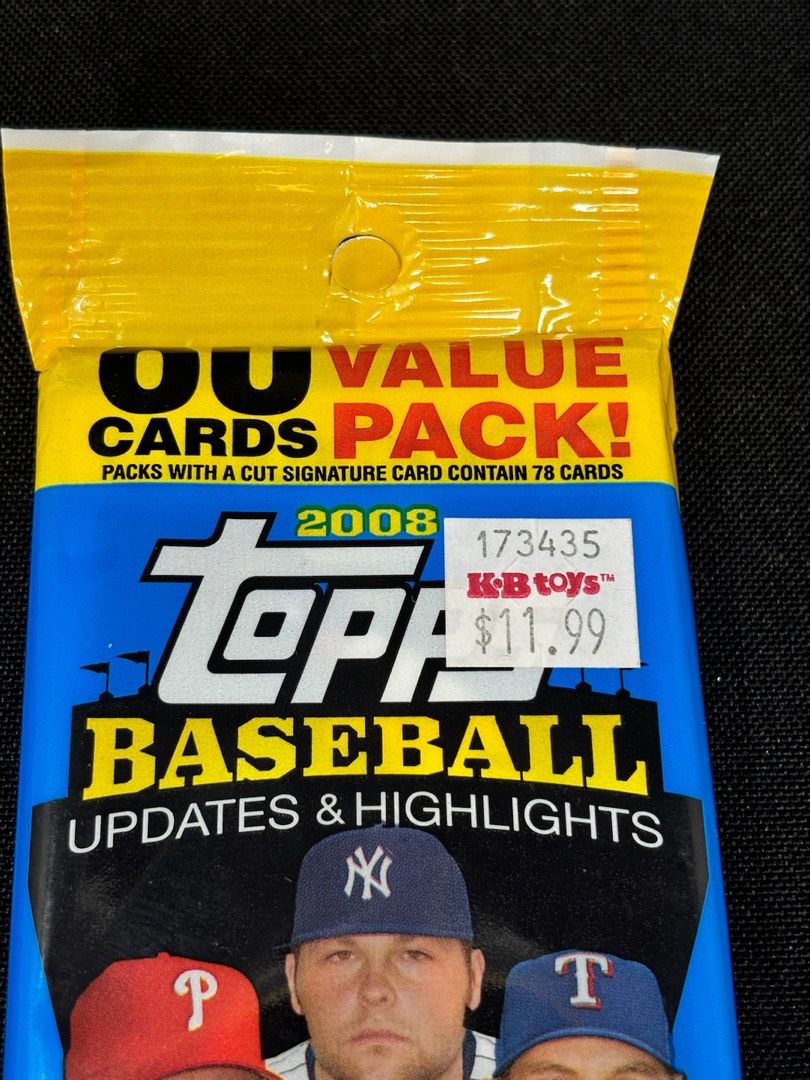 VALUE
CARDS PACK!
PACKS WITH A CUT SIGNATURE CARD CONTAIN 78 CARDS
2008
173435
K·B toys™
$11.99
topps
BASEBALL
UPDATES & HIGHLIGHTS
NY
P
T